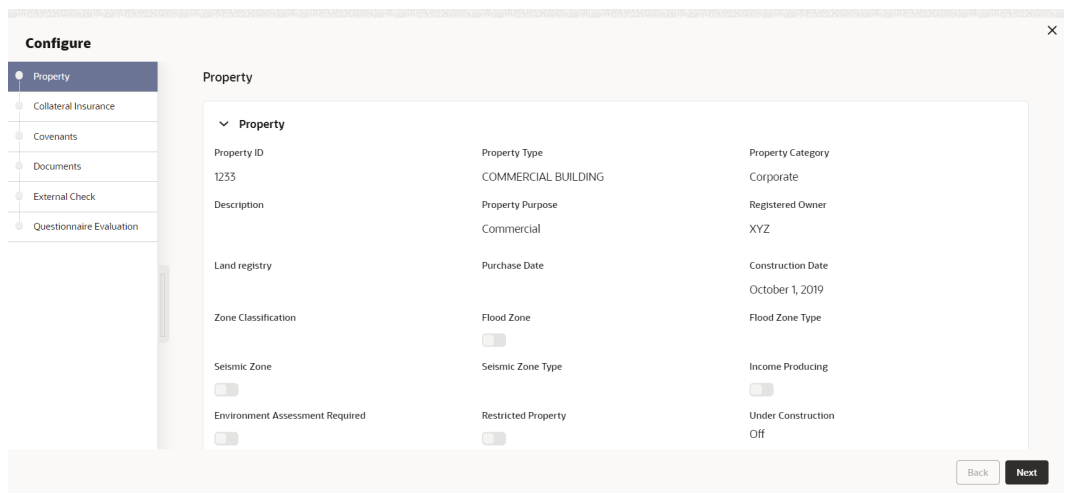 Configure
Property
Collateral Insurance
Covenants
Documents
External Check
Questionnaire Evaluation
Property
Property
Property ID Property Type Property Category
1233 COMMERCIAL BUILDING Corporate
Description Property Purpose Registered Owner
Commercial XYZ
Land registry Purchase Date Construction Date
October 1, 2019
Zone Classification Flood Zone Flood Zone Type
Seismic Zone Seismic Zone Type Income Producing
Environment Assessment Required Restricted Property Under Construction
Off
Back Next